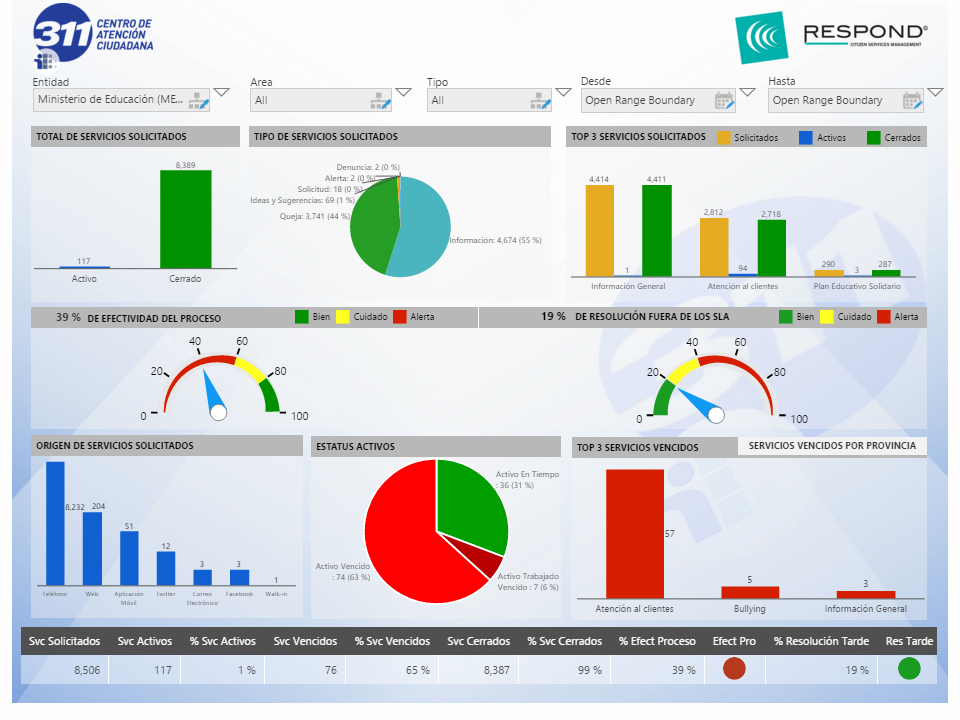 311 CENTRO DE
ATENCIÓN
CIUDADANA
RESPOND®
CITIZEN SERVICES MANAGEMENT
Entidad
Ministerio de Educación (ME...
Area
All
Tipo
All
Desde
Open Range Boundary
Hasta
Open Range Boundary
TOTAL DE SERVICIOS SOLICITADOS
8,389
117
Activo
Cerrado
TIPO DE SERVICIOS SOLICITADOS
Denuncia: 2 (0 %)
Alerta: 2 (0 %)
Solicitud: 18 (0 %)
Ideas y Sugerencias: 69 (1 %)
Queja: 3,741 (44 %)
Información: 4,674 (55 %)
TOP 3 SERVICIOS SOLICITADOS
Solicitados
Activos
Cerrados
4,414
1
4,411
2,812
94
2,718
290
3
287
Información General
Atención al clientes
Plan Educativo Solidario
39 % DE EFECTIVIDAD DEL PROCESO
Bien
Cuidado
Alerta
0
20
40
60
80
100
19 % DE RESOLUCIÓN FUERA DE LOS SLA
Bien
Cuidado
Alerta
0
20
40
60
80
100
ORIGEN DE SERVICIOS SOLICITADOS
8,232
204
51
12
3
3
1
Teléfono
Web
Aplicación
Móvil
Twitter
Correo
Electrónico
Facebook
Walk-in
ESTATUS ACTIVOS
Activo En Tiempo
: 36 (31 %)
Activo Vencido
: 74 (63 %)
Activo Trabajado
Vencido : 7 (6 %)
TOP 3 SERVICIOS VENCIDOS
SERVICIOS VENCIDOS POR PROVINCIA
57
5
3
Atención al clientes
Bullying
Información General
Svc Solicitados Svc Activos % Svc Activos Svc Vencidos % Svc Vencidos Svc Cerrados % Svc Cerrados % Efect Proceso Efect Pro % Resolución Tarde Res Tarde
8,506 117 1 % 76 65 % 8,387 99 % 39 % 19 %